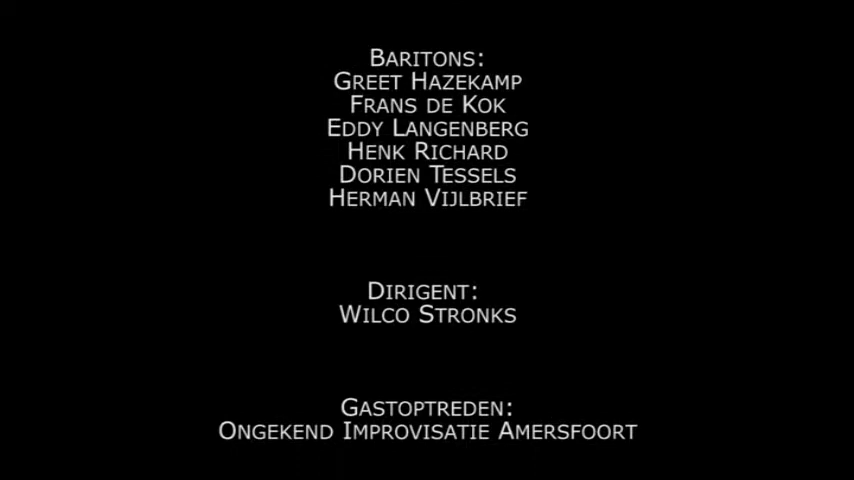 Baritons:
Greet Hazekamp
Frans de Kok
Eddy Langenberg
Henk Richard
Dorien Tessels
Herman Vijlbrief
Dirigent:
Wilco Stronks
Gastoptreden:
Ongekend Improvisatie Amersfoort